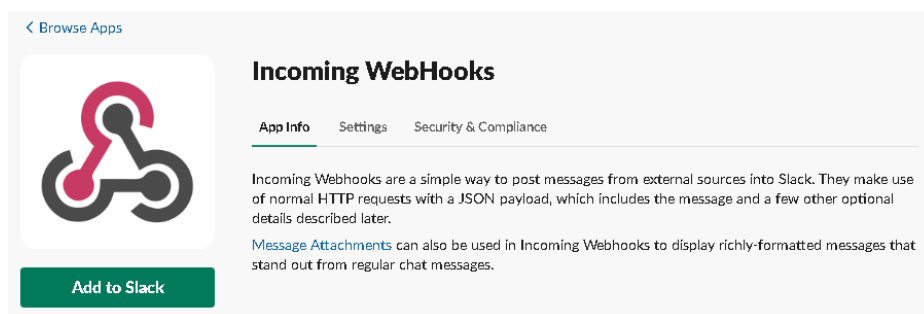 Browse Apps
Incoming WebHooks
App Info Settings Security & Compliance
Incoming Webhooks are a simple way to post messages from external sources into Slack. They make use
of normal HTTP requests with a JSON payload, which includes the message and a few other optional
details described later.
Message Attachments can also be used in Incoming Webhooks to display richly-formatted messages that
stand out from regular chat messages.
Add to Slack